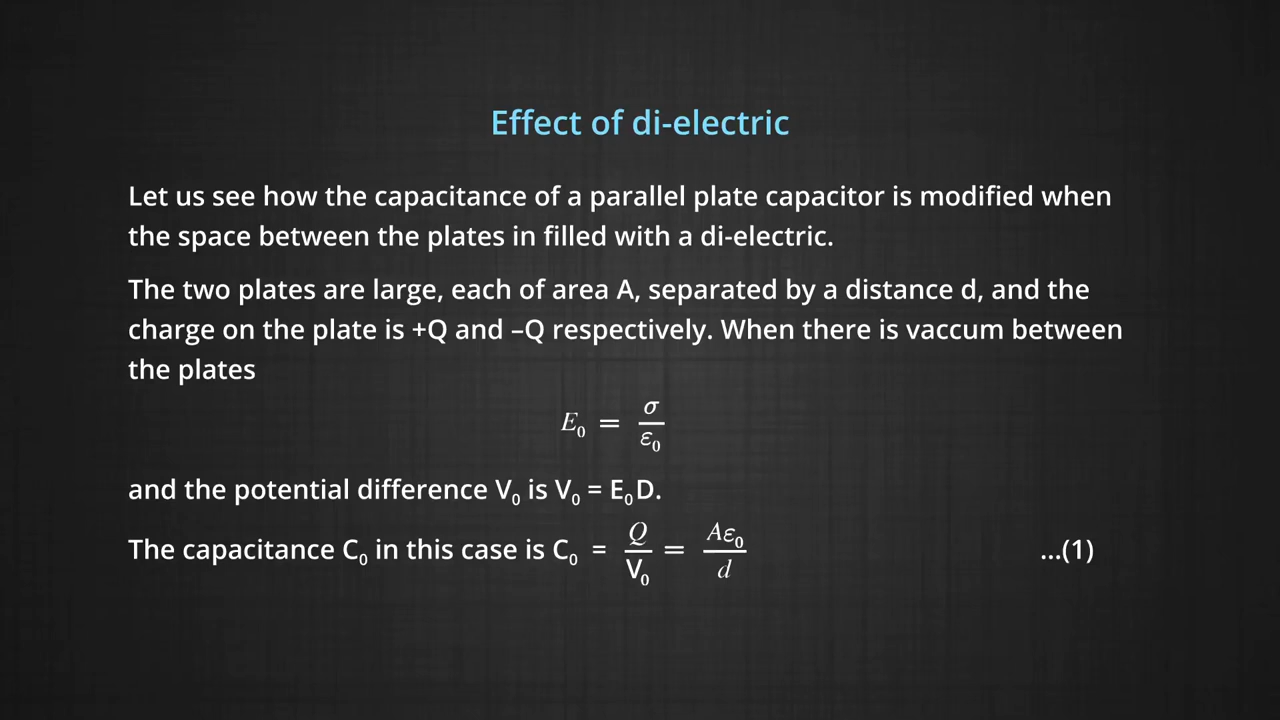 Effect of di-electric
Let us see how the capacitance of a parallel plate capacitor is modified when
the space between the plates in filled with a di-electric.
The two plates are large, each of area A, separated by a distance d, and the
charge on the plate is +Q and –Q respectively. When there is vaccum between
the plates
E₀ = σ/ε₀
and the potential difference V₀ is V₀ = E₀D.
The capacitance C₀ in this case is C₀ = Q/V₀ = Aε₀/d ...(1)